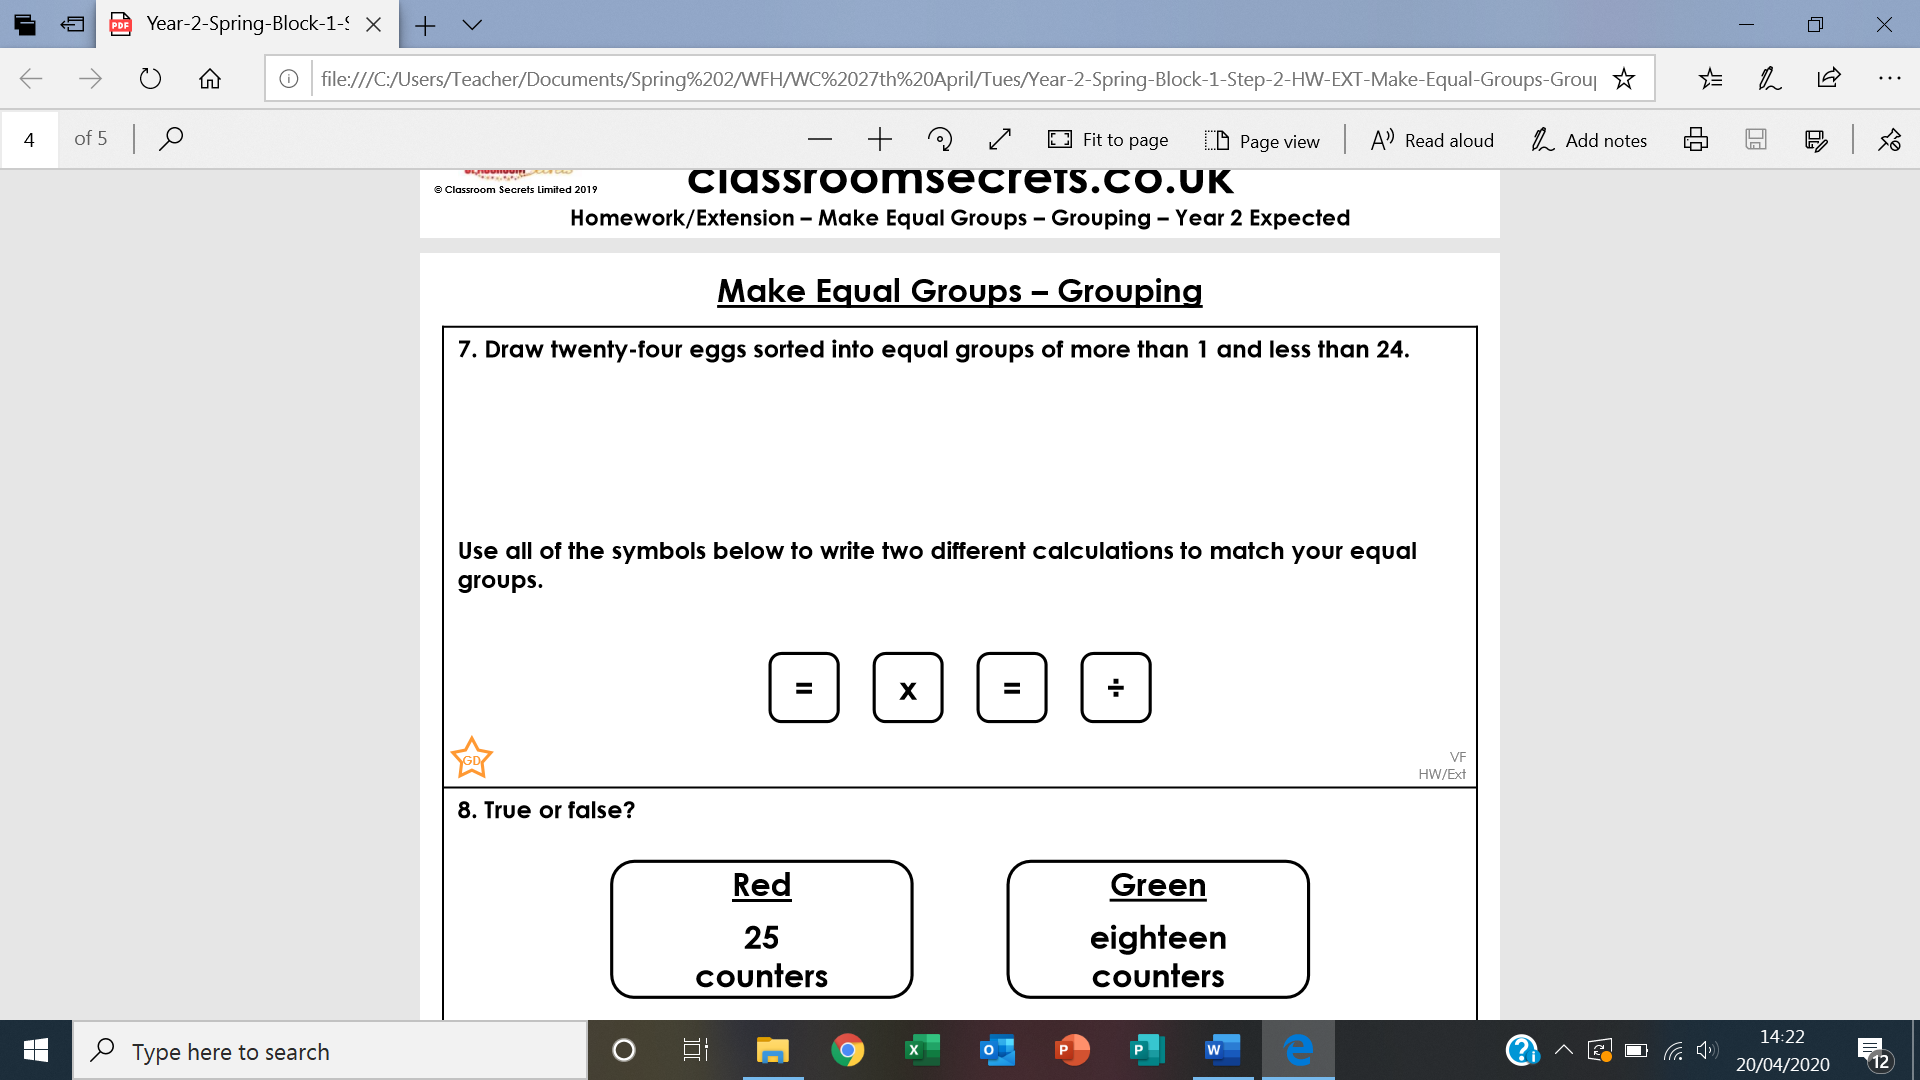 Year-2-Spring-Block-1-S
file:///C:/Users/Teacher/Documents/Spring%202/WFH/WC%2027th%20April/Tues/Year-2-Spring-Block-1-Step-2-HW-EXT-Make-Equal-Groups-Group
4 of 5
Fit to page
Page view
Read aloud
Add notes
classroomsecrets.co.uk
© Classroom Secrets Limited 2019
Homework/Extension – Make Equal Groups – Grouping – Year 2 Expected
Make Equal Groups – Grouping
7. Draw twenty-four eggs sorted into equal groups of more than 1 and less than 24.
Use all of the symbols below to write two different calculations to match your equal
groups.
= x = ÷
GD
VF
HW/Ext
8. True or false?
Red
25
counters
Green
eighteen
counters
Type here to search
14:22
20/04/2020
12